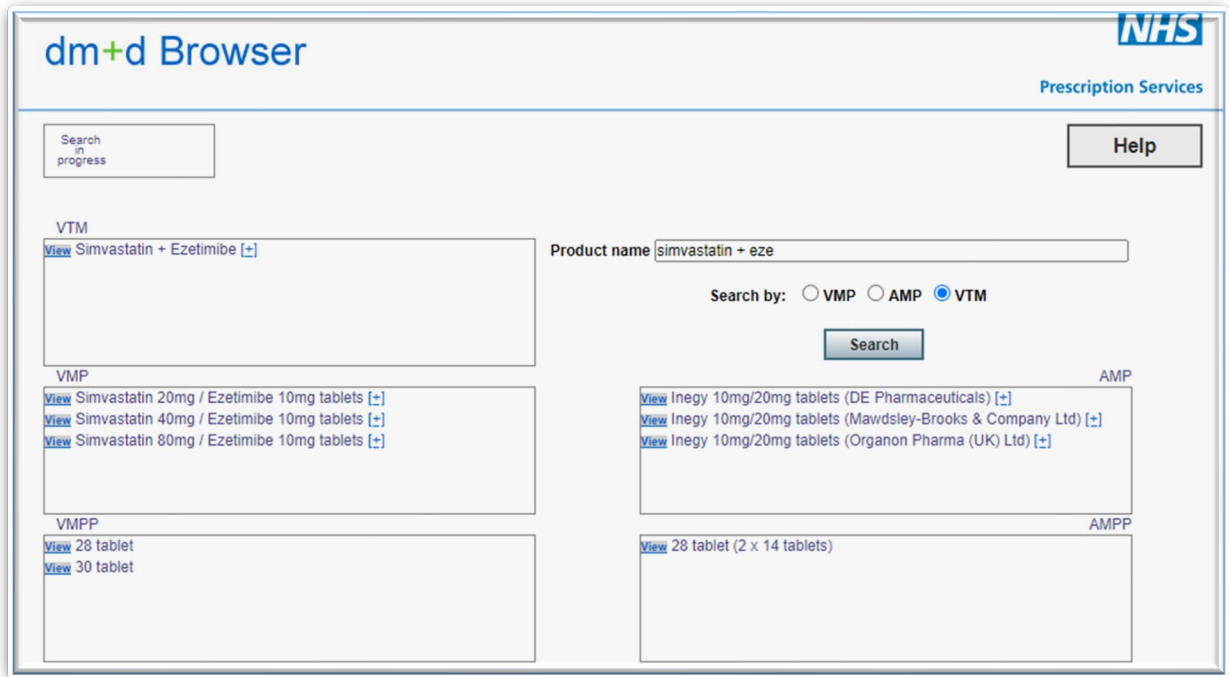 dm+d Browser
NHS
Prescription Services
Search
in
progress
Help
VTM
View Simvastatin + Ezetimibe [+]
Product name simvastatin + eze
Search by: VMP AMP VTM
Search
VMP
View Simvastatin 20mg / Ezetimibe 10mg tablets [+]
View Simvastatin 40mg / Ezetimibe 10mg tablets [+]
View Simvastatin 80mg / Ezetimibe 10mg tablets [+]
AMP
View Inegy 10mg/20mg tablets (DE Pharmaceuticals) [+]
View Inegy 10mg/20mg tablets (Mawdsley-Brooks & Company Ltd) [+]
View Inegy 10mg/20mg tablets (Organon Pharma (UK) Ltd) [+]
VMPP
View 28 tablet
View 30 tablet
AMPP
View 28 tablet (2 x 14 tablets)